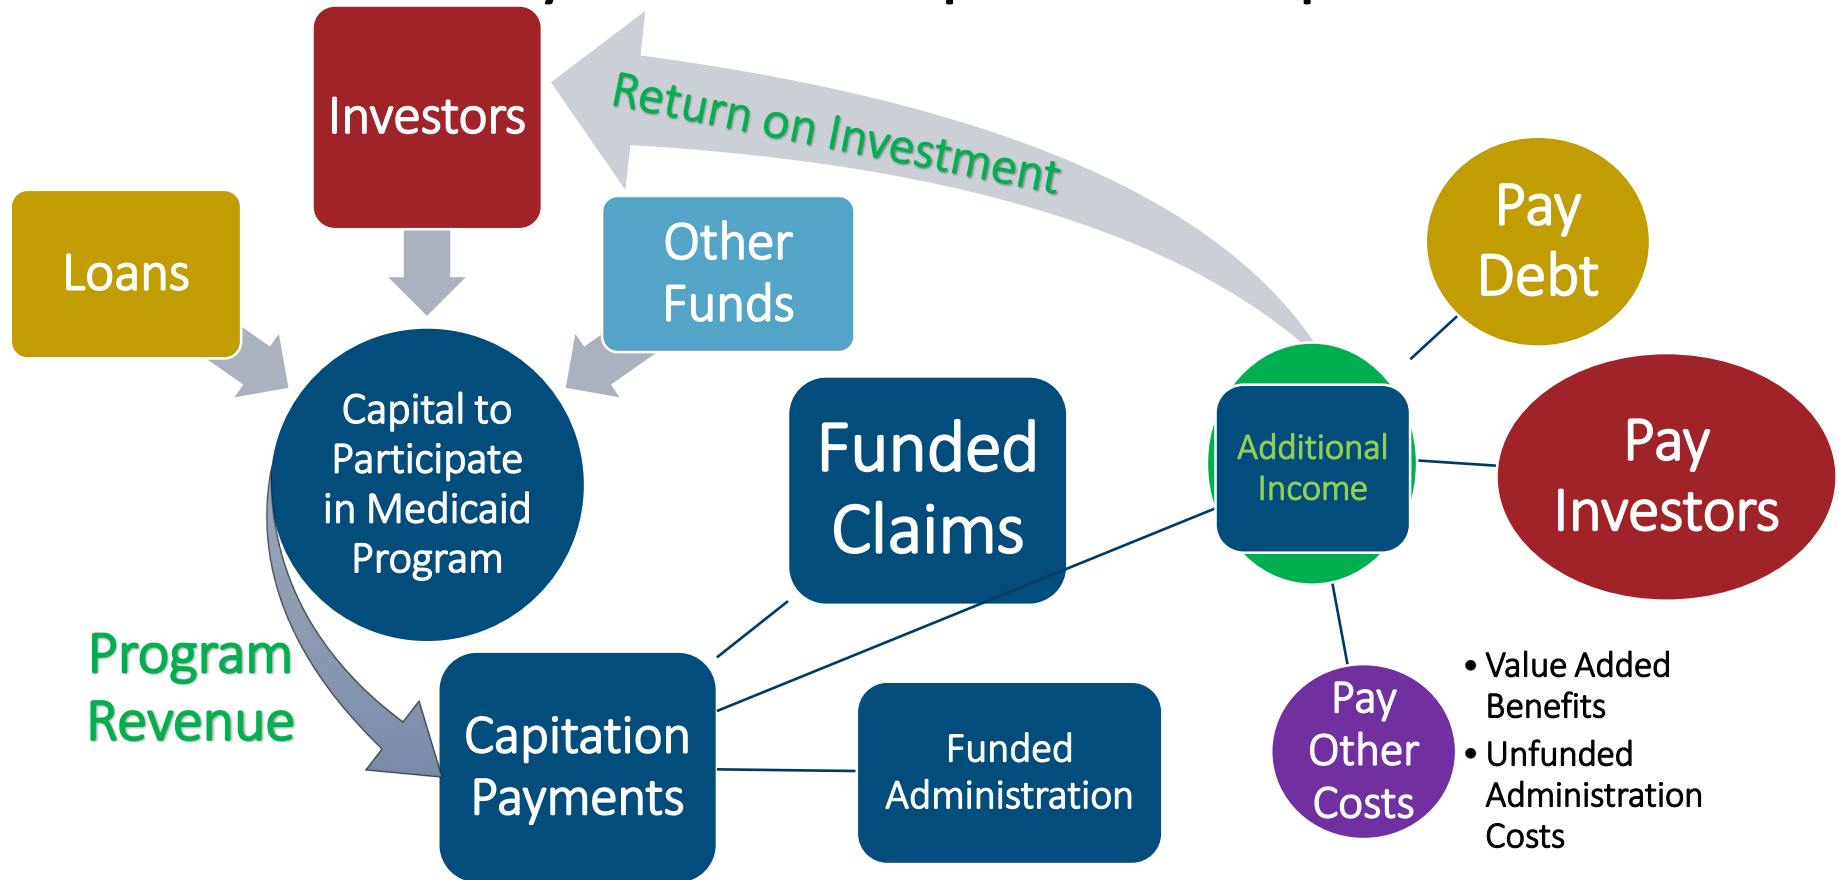 Investors
Return on Investment
Loans
Other
Funds
Pay
Debt
Capital to
Participate
in Medicaid
Program
Funded
Claims
Additional
Income
Pay
Investors
Program
Revenue
Capitation
Payments
Funded
Administration
Pay
Other
Costs
• Value Added
Benefits
• Unfunded
Administration
Costs